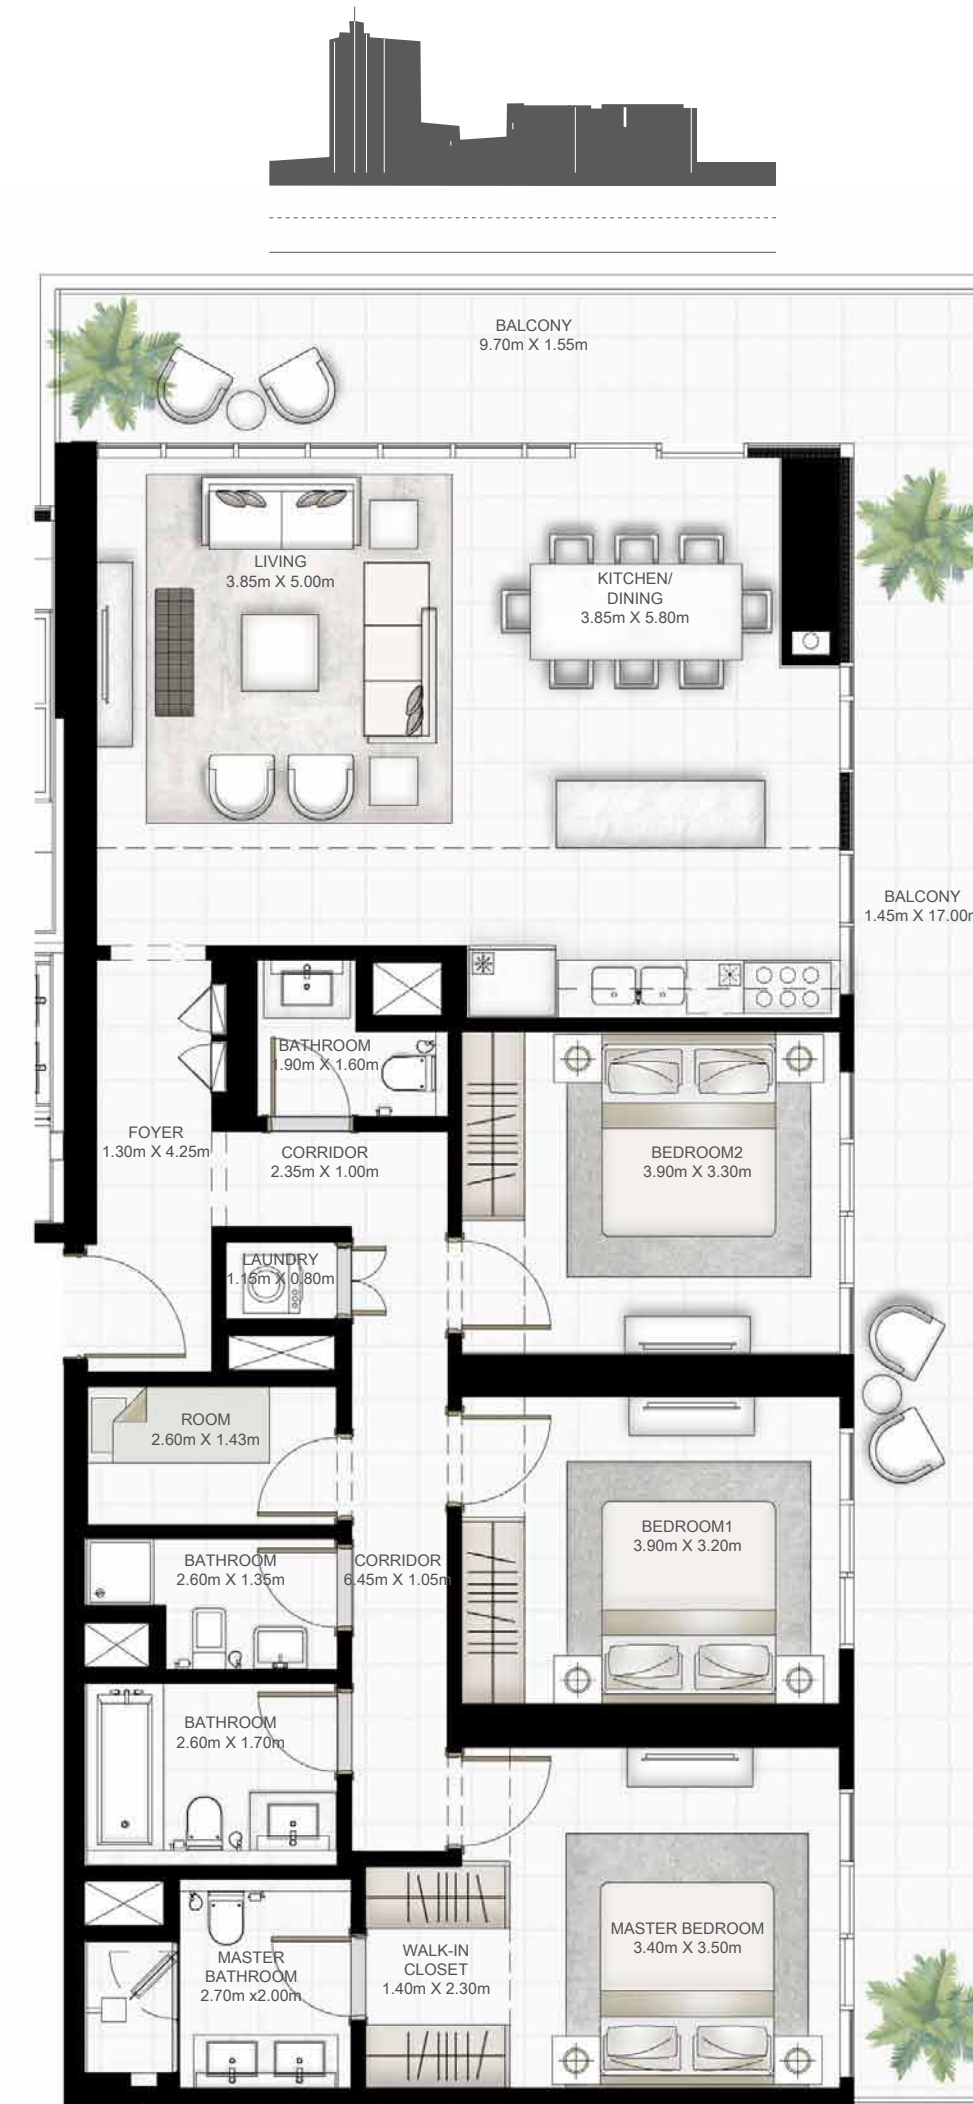 BALCONY
9.70m X 1.55m
LIVING
3.85m X 5.00m
KITCHEN/
DINING
3.85m X 5.80m
BALCONY
1.45m X 17.00m
BATHROOM
1.90m X 1.60m
FOYER
1.30m X 4.25m
CORRIDOR
2.35m X 1.00m
BEDROOM2
3.90m X 3.30m
LAUNDRY
1.15m X 0.80m
ROOM
2.60m X 1.43m
BEDROOM1
3.90m X 3.20m
BATHROOM
2.60m X 1.35m
CORRIDOR
6.45m X 1.05m
BATHROOM
2.60m X 1.70m
MASTER BEDROOM
3.40m X 3.50m
WALK-IN
CLOSET
1.40m X 2.30m
MASTER
BATHROOM
2.70m x2.00m